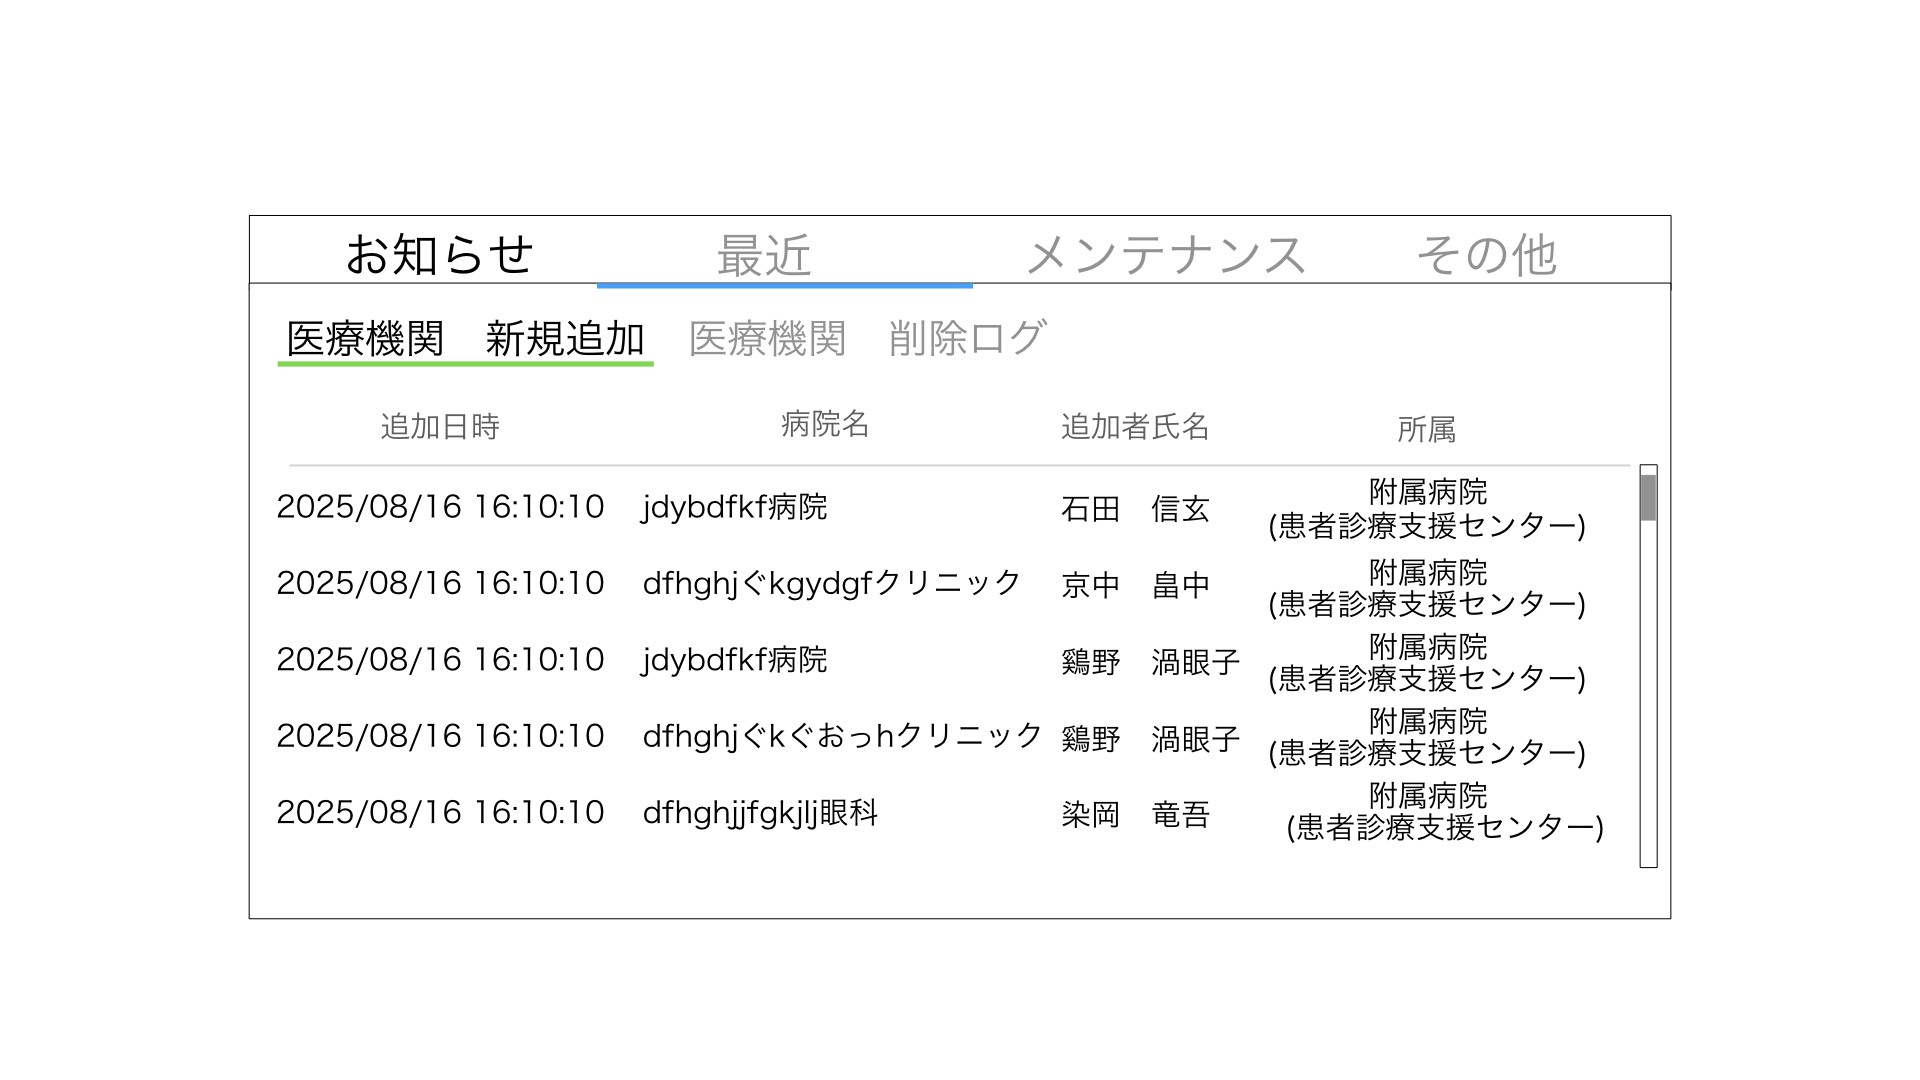 お知らせ 最近 メンテナンス その他
医療機関　新規追加 医療機関　削除ログ
追加日時 病院名 追加者氏名 所属
2025/08/16 16:10:10 jdybdfkf病院 石田　信玄 附属病院
(患者診療支援センター)
2025/08/16 16:10:10 dfhghjぐkgydgfクリニック 京中　畠中 附属病院
(患者診療支援センター)
2025/08/16 16:10:10 jdybdfkf病院 鷄野　渦眼子 附属病院
(患者診療支援センター)
2025/08/16 16:10:10 dfhghjぐkぐおっhクリニック 鷄野　渦眼子 附属病院
(患者診療支援センター)
2025/08/16 16:10:10 dfhghjjfgkjlj眼科 染岡　竜吾 附属病院
(患者診療支援センター)